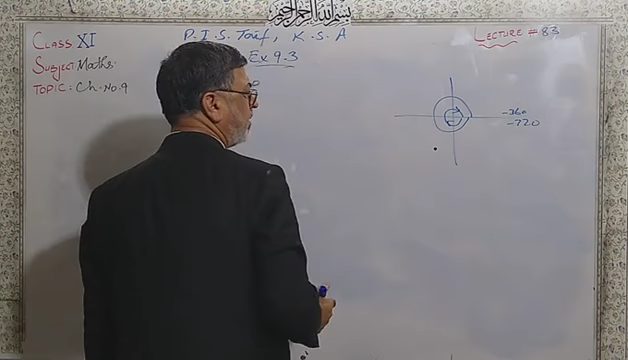 بسم الله الرحمن الرحيم
CLASS XI
P.I.S. Taif, K.S.A
LECTURE # 83
SUBJECT: Maths
Ex 9.3
TOPIC: Ch-No.9
-360
-720